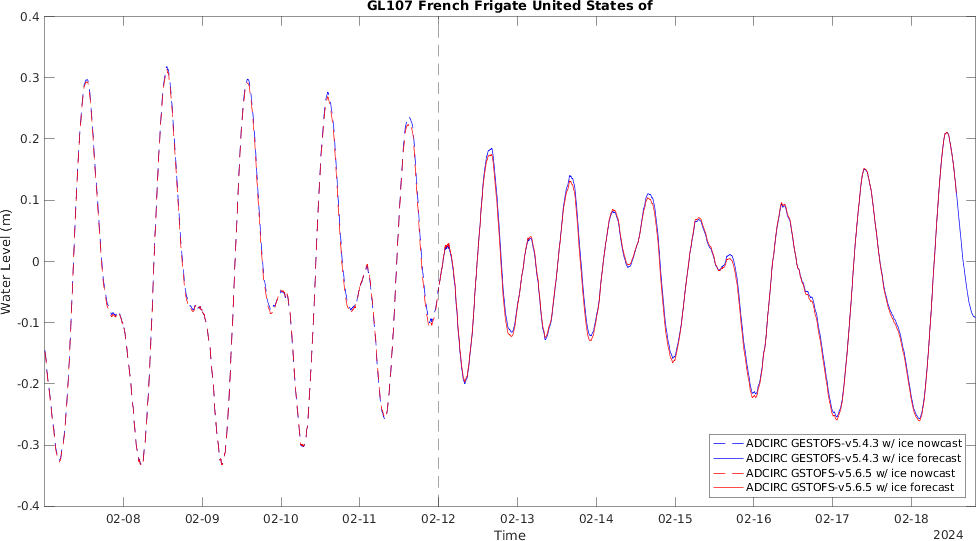 GL107 French Frigate United States of
0.4
0.3
0.2
0.1
0
-0.1
-0.2
-0.3
-0.4
Water Level (m)
ADCIRC GESTOFS-v5.4.3 w/ ice nowcast
ADCIRC GESTOFS-v5.4.3 w/ ice forecast
ADCIRC GSTOFS-v5.6.5 w/ ice nowcast
ADCIRC GSTOFS-v5.6.5 w/ ice forecast
02-08 02-09 02-10 02-11 02-12 02-13 02-14 02-15 02-16 02-17 02-18
Time
2024